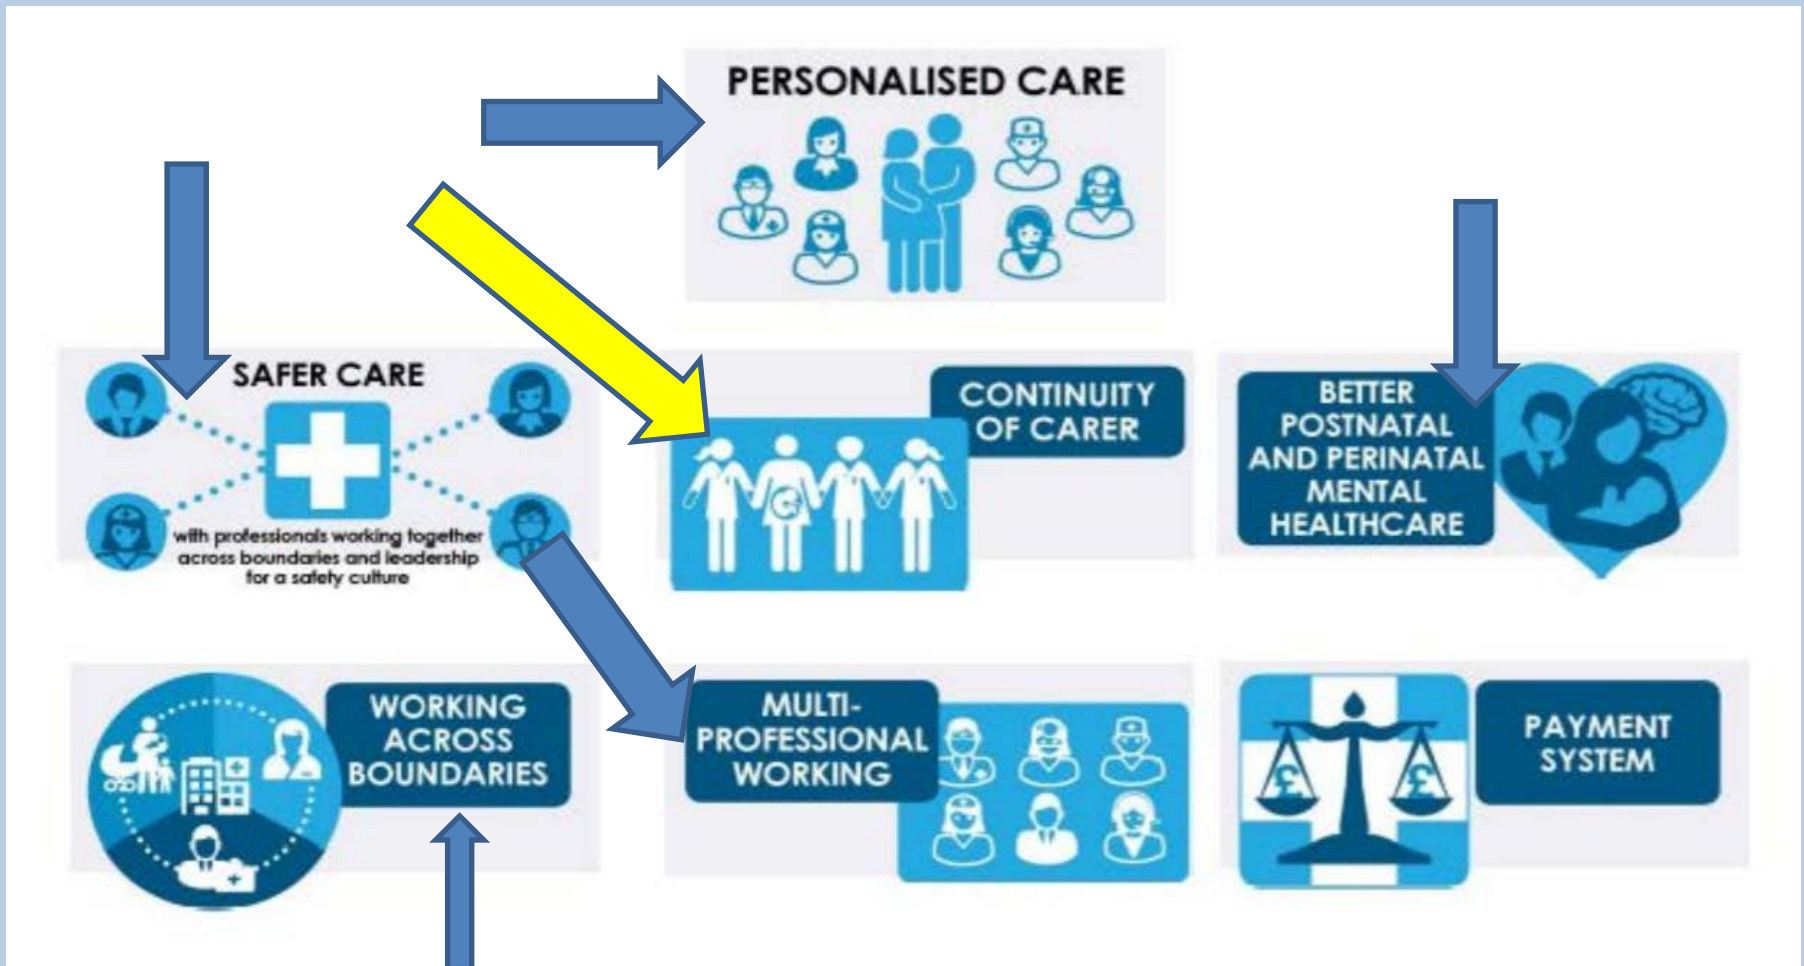 PERSONALISED CARE
SAFER CARE
with professionals working together
across boundaries and leadership
for a safety culture
CONTINUITY
OF CARER
BETTER
POSTNATAL
AND PERINATAL
MENTAL
HEALTHCARE
WORKING
ACROSS
BOUNDARIES
MULTI-
PROFESSIONAL
WORKING
£ £
PAYMENT
SYSTEM